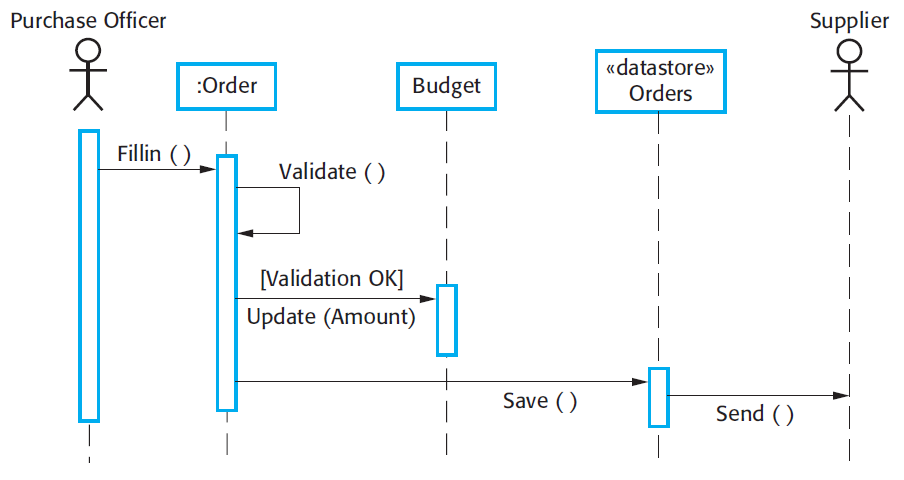 Purchase Officer
Supplier
:Order
Budget
«datastore»
Orders
Fillin ( )
Validate ( )
[Validation OK]
Update (Amount)
Save ( )
Send ( )